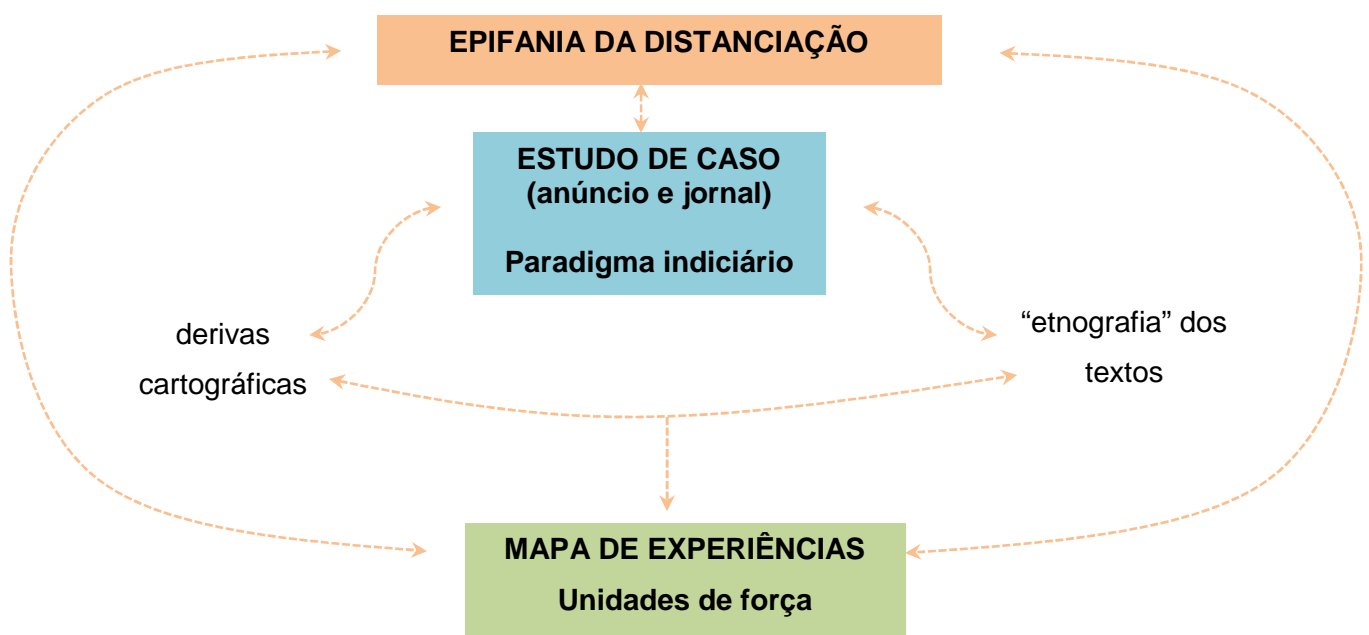 EPIFANIA DA DISTANCIAÇÃO
ESTUDO DE CASO
(anúncio e jornal)
Paradigma indiciário
derivas
cartográficas
“etnografia” dos
textos
MAPA DE EXPERIÊNCIAS
Unidades de força